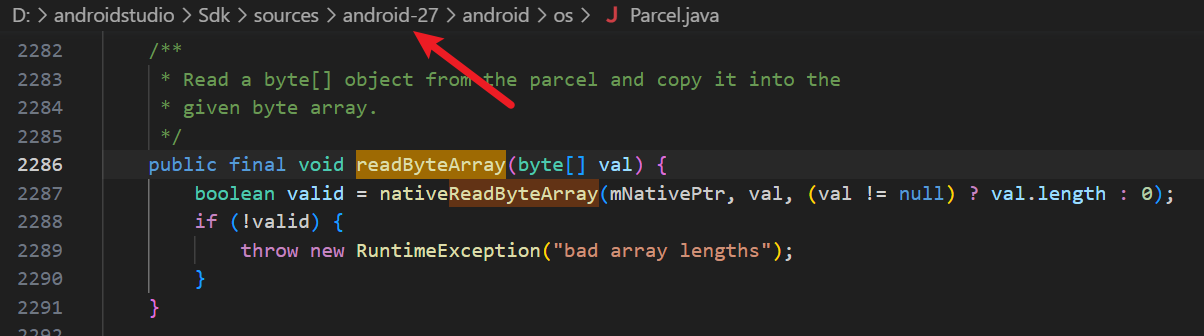 D: > androidstudio > Sdk > sources > android-27 > android > os > J Parcel.java
2282 /**
2283 * Read a byte[] object from the parcel and copy it into the
2284 * given byte array.
2285 */
2286 public final void readByteArray(byte[] val) {
2287 boolean valid = nativeReadByteArray(mNativePtr, val, (val != null) ? val.length : 0);
2288 if (!valid) {
2289 throw new RuntimeException("bad array lengths");
2290 }
2291 }
2292